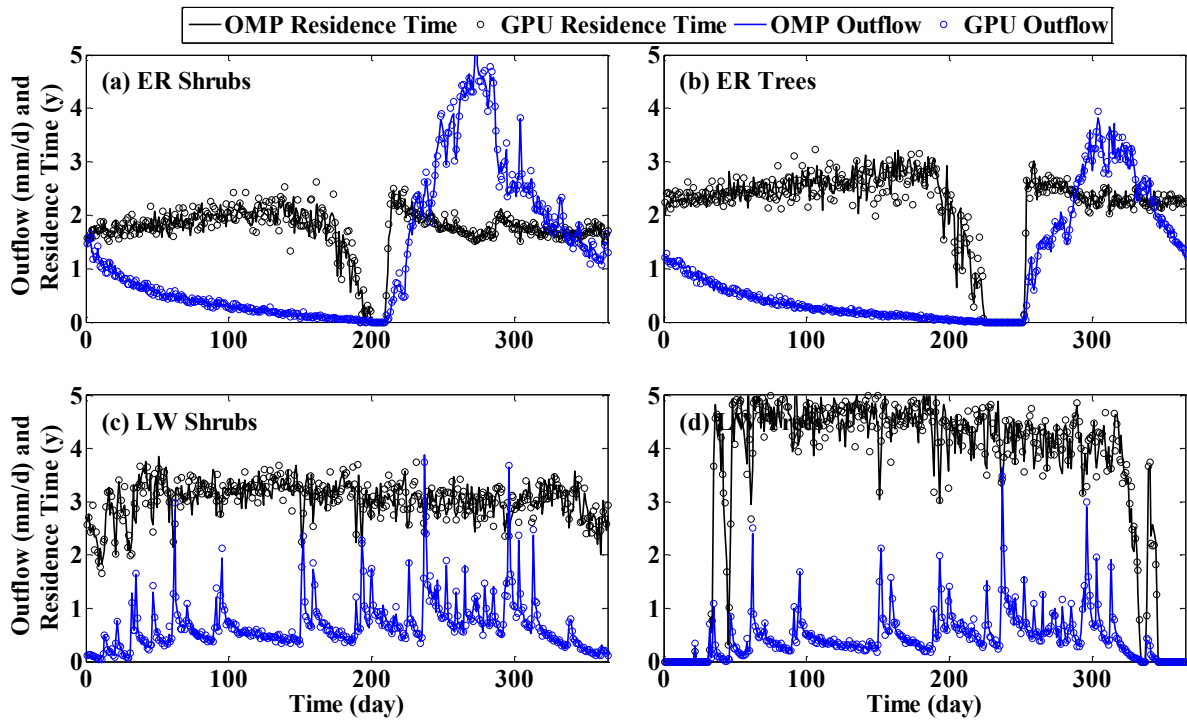 OMP Residence Time GPU Residence Time OMP Outflow GPU Outflow
Outflow (mm/d) and
Residence Time (y)
(a) ER Shrubs
5
4
3
2
1
0
0 100 200 300
(b) ER Trees
5
4
3
2
1
0
0 100 200 300
Outflow (mm/d) and
Residence Time (y)
(c) LW Shrubs
5
4
3
2
1
0
0 100 200 300
Time (day)
(d)
5
4
3
2
1
0
0 100 200 300
Time (day)